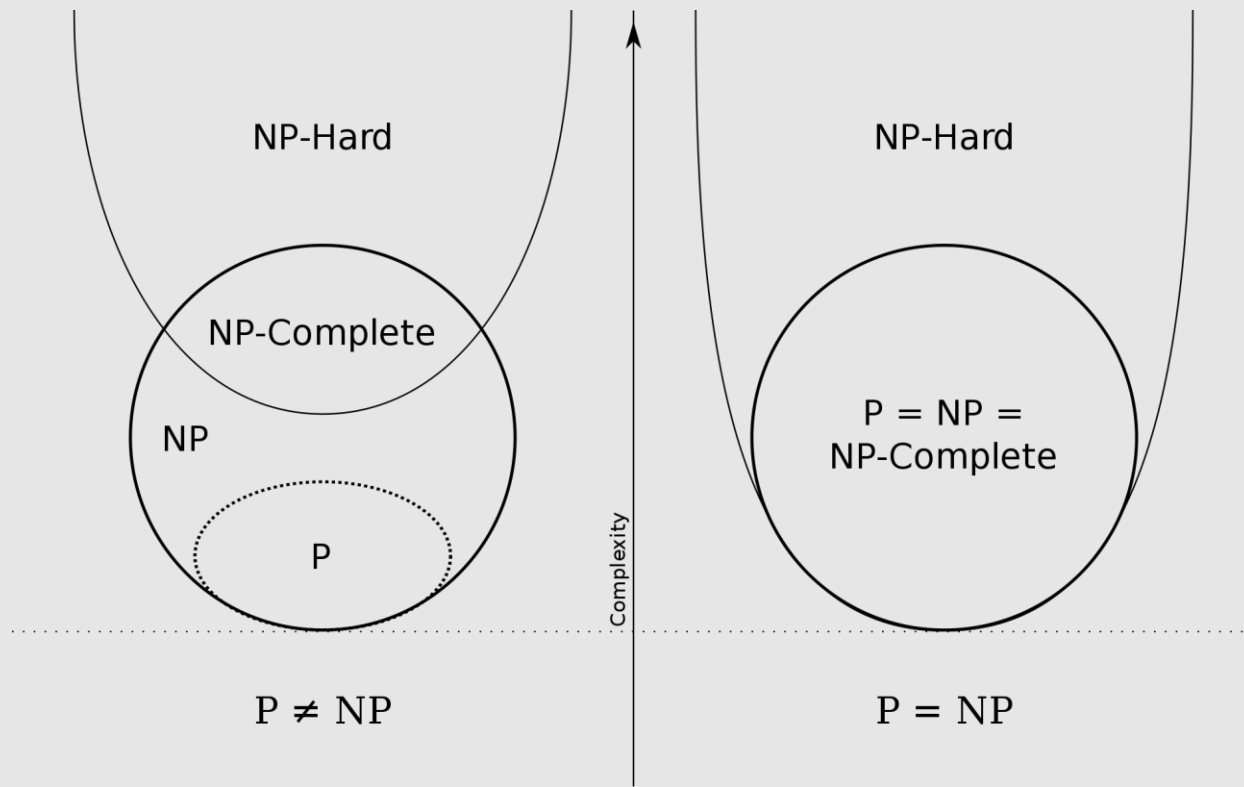 NP-Hard
NP-Complete
NP
P
P ≠ NP
Complexity
NP-Hard
P = NP =
NP-Complete
P = NP